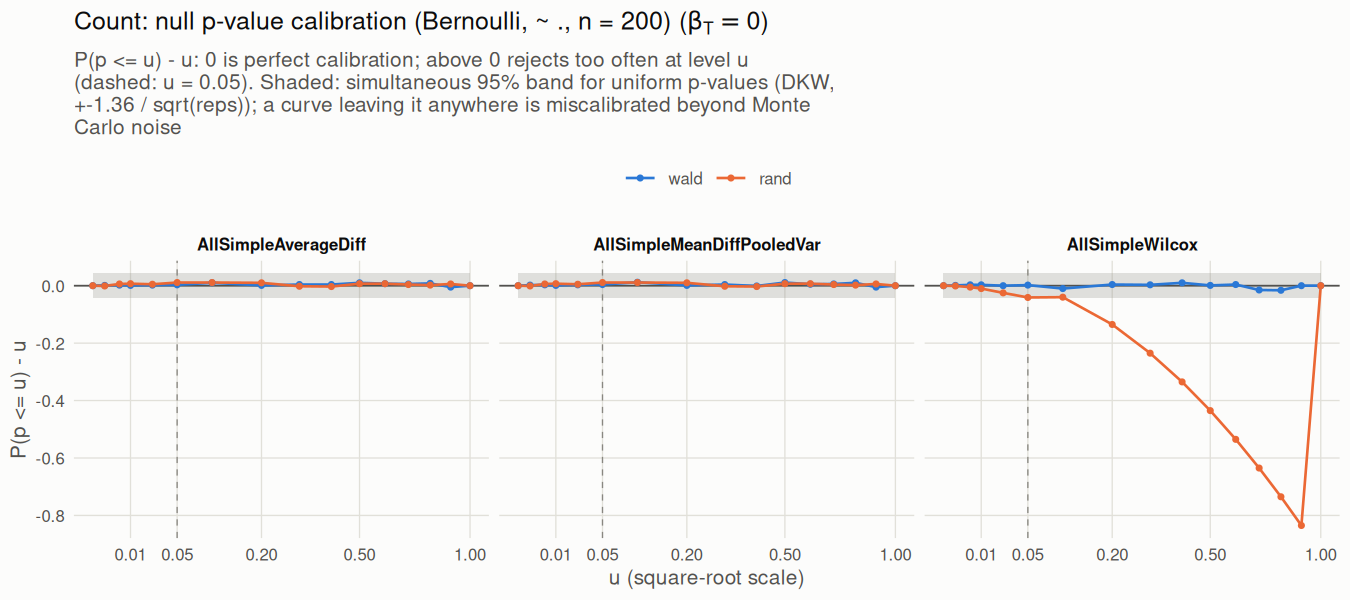 Count: null p-value calibration (Bernoulli, ~ ., n = 200) (βT = 0)
P(p <= u) - u: 0 is perfect calibration; above 0 rejects too often at level u
(dashed: u = 0.05). Shaded: simultaneous 95% band for uniform p-values (DKW,
+-1.36 / sqrt(reps)); a curve leaving it anywhere is miscalibrated beyond Monte
Carlo noise
wald rand
AllSimpleAverageDiff AllSimpleMeanDiffPooledVar AllSimpleWilcox
P(p <= u) - u
0.0
-0.2
-0.4
-0.6
-0.8
0.01 0.05 0.20 0.50 1.00 0.01 0.05 0.20 0.50 1.00 0.01 0.05 0.20 0.50 1.00
u (square-root scale)